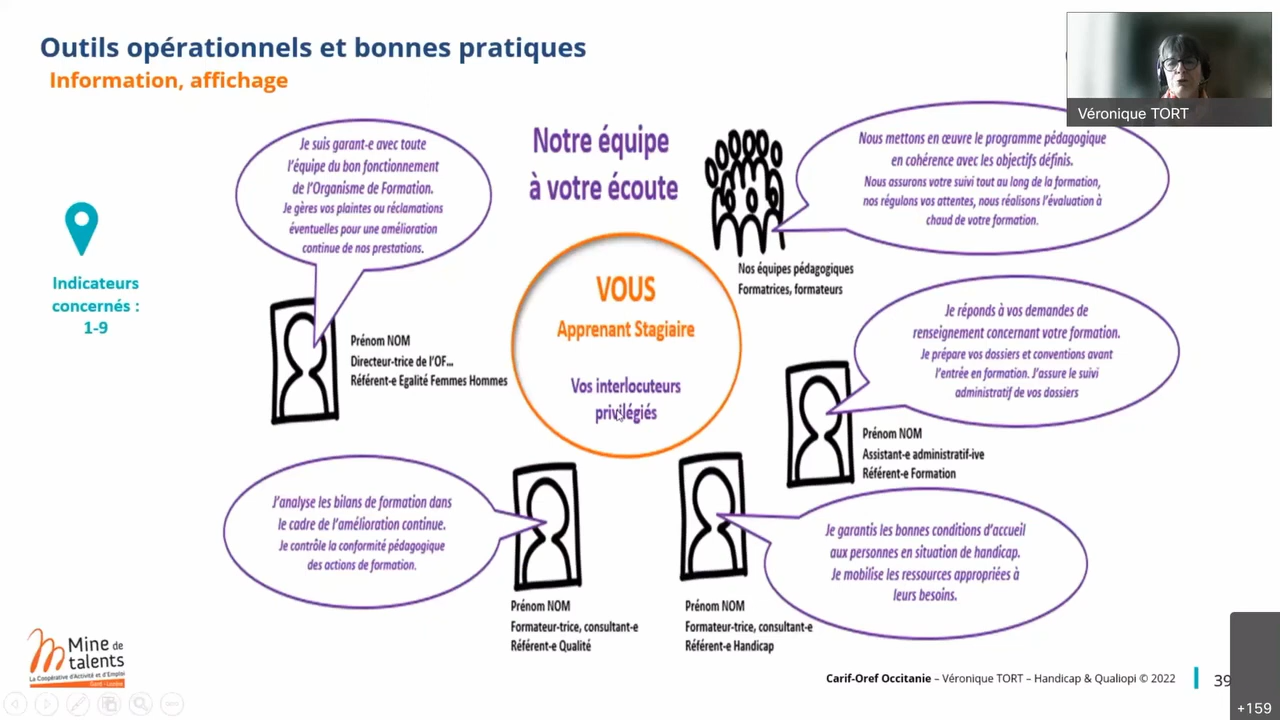 Outils opérationnels et bonnes pratiques
Information, affichage
Véronique TORT
Indicateurs
concernés :
1-9
Je suis garant-e avec toute
l'équipe du bon fonctionnement
de l'Organisme de Formation.
Je gères vos plaintes ou réclamations
éventuelles pour une amélioration
continue de nos prestations.
Prénom NOM
Directeur-trice de l'OF...
Référent-e Egalité Femmes Hommes
Notre équipe
à votre écoute
Nous mettons en œuvre le programme pédagogique
en cohérence avec les objectifs définis.
Nous assurons votre suivi tout au long de la formation,
nos régulons vos attentes, nous réalisons l'évaluation à
chaud de votre formation.
Nos équipes pédagogiques
Formatrices, formateurs
VOUS
Apprenant Stagiaire
Vos interlocuteurs
privilégiés
Je réponds à vos demandes de
renseignement concernant votre formation.
Je prépare vos dossiers et conventions avant
l'entrée en formation. J'assure le suivi
administratif de vos dossiers
Prénom NOM
Assistant-e administratif-ive
Référent-e Formation
J'analyse les bilans de formation dans
le cadre de l'amélioration continue.
Je contrôle la conformité pédagogique
des actions de formation.
Prénom NOM
Formateur-trice, consultant-e
Référent-e Qualité
Prénom NOM
Formateur-trice, consultant-e
Référent-e Handicap
Je garantis les bonnes conditions d'accueil
aux personnes en situation de handicap.
Je mobilise les ressources appropriées à
leurs besoins.
Mine de
talents
La Coopérative d'Activité et d'Emploi
Gard - Lozère
Carif-Oref Occitanie – Véronique TORT – Handicap & Qualiopi © 2022
39
+159